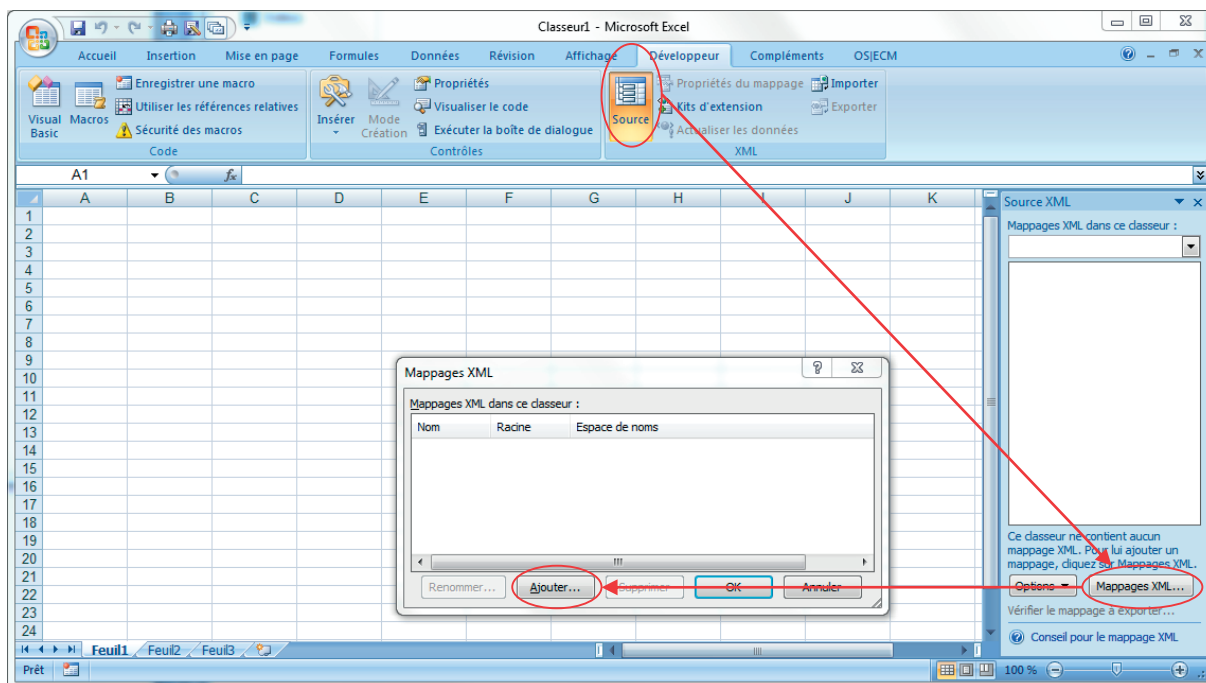 Classeur1 - Microsoft Excel
Accueil Insertion Mise en page Formules Données Révision Affichage Développeur Compléments OS|ECM
Visual Basic
Macros
Enregistrer une macro
Utiliser les références relatives
Sécurité des macros
Code
Insérer
Mode Création
Propriétés
Visualiser le code
Exécuter la boîte de dialogue
Contrôles
Source
Propriétés du mappage
Kits d'extension
Actualiser les données
Importer
Exporter
XML
A1
fx
A B C D E F G H I J K
1
2
3
4
5
6
7
8
9
10
11
12
13
14
15
16
17
18
19
20
21
22
23
24
Mappages XML
Mappages XML dans ce classeur :
Nom Racine Espace de noms
Renommer... Ajouter... Supprimer OK Annuler
Source XML
Mappages XML dans ce classeur :
Ce classeur ne contient aucun
mappage XML. Pour lui ajouter un
mappage, cliquez sur Mappages XML.
Options Mappages XML...
Vérifier le mappage à exporter...
Conseil pour le mappage XML
Feuil1 Feuil2 Feuil3
Prêt
100 %